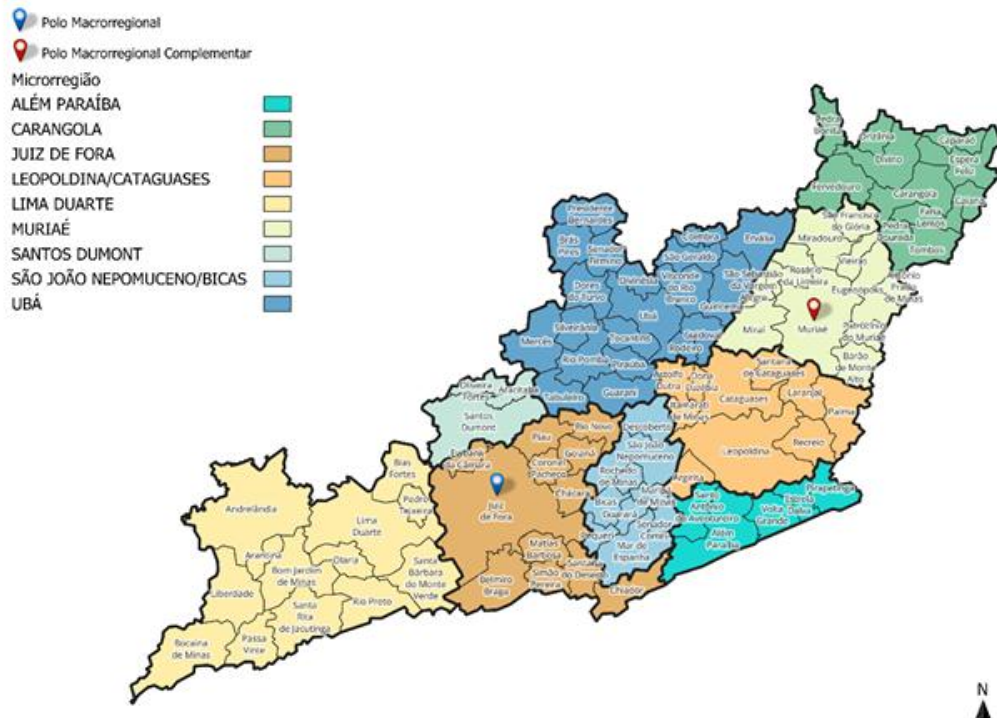 Polo Macrorregional
Polo Macrorregional Complementar
Microrregião
ALÉM PARAÍBA
CARANGOLA
JUIZ DE FORA
LEOPOLDINA/CATAGUASES
LIMA DUARTE
MURIAÉ
SANTOS DUMONT
SÃO JOÃO NEPOMUCENO/BICAS
UBÁ
Pedra
Bonita
Orizânia
Caparaó
Divino
Espera
Feliz
Fervedouro
Carangola
Caiana
Faria
Lemos
Pedra
Dourada
Tombos
São Francisco
do Glória
Miradouro
Vieiras
Antônio
Prado
de Minas
Rosário
da Limeira
Eugenópolis
Muriaé
Miraí
Patrocínio
do Muriaé
Barão
de Monte
Alto
Presidente
Bernardes
Brás
Pires
Senador
Firmino
Coimbra
Ervália
São Geraldo
Divinésia
Visconde
do Rio
Branco
São Sebastião
da Vargem
Alegre
Dores
do Turvo
Guiricema
Ubá
Silveirânia
Mercês
Tocantins
Guidoval
Rodeiro
Rio Pomba
Piraúba
Tabuleiro
Guarani
Astolfo
Dutra
Dona
Euzébia
Santana
de Cataguases
Itamarati
de Minas
Cataguases
Laranjal
Palma
Leopoldina
Recreio
Argirita
Oliveira
Fortes
Aracitaba
Santos
Dumont
Ewbank
da Câmara
Piau
Rio Novo
Goianá
Coronel
Pacheco
Chácara
Juiz
de Fora
Matias
Barbosa
Belmiro
Braga
Simão
Pereira
Santana
do Deserto
Chiador
Descoberto
São João
Nepomuceno
Rochedo
de Minas
Maripá
de Minas
Bicas
Guarará
Pequeri
Senador
Côrtes
Mar de
Espanha
Santo
Antônio
do Aventureiro
Além
Paraíba
Volta
Grande
Estrela
Dalva
Pirapetinga
Bias
Fortes
Pedro
Teixeira
Andrelândia
Lima
Duarte
Arantina
Bom Jardim
de Minas
Olaria
Santa
Bárbara
do Monte
Verde
Liberdade
Santa
Rita
de Jacutinga
Rio Preto
Bocaina
de Minas
Passa
Vinte
N